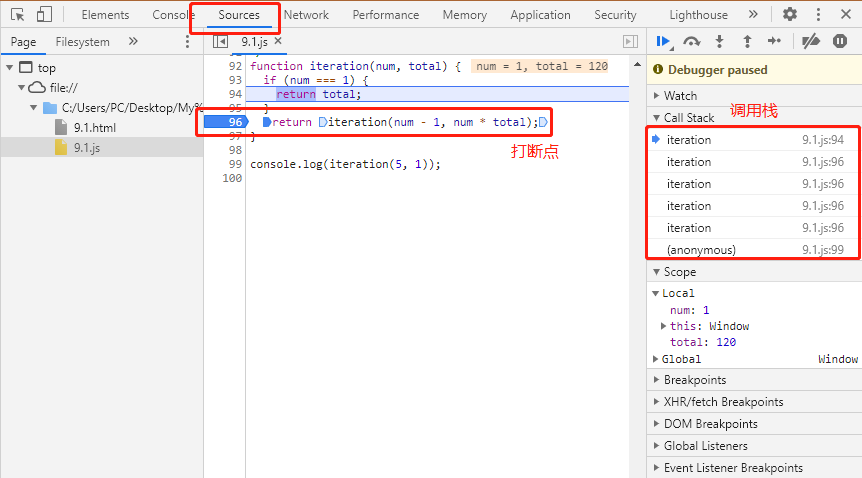 Elements Console Sources Network Performance Memory Application Security Lighthouse »
Page Filesystem » 9.1.js ×
top
file://
C:/Users/PC/Desktop/My%
9.1.html
9.1.js
92 function iteration(num, total) { num = 1, total = 120
93 if (num === 1) {
94 return total;
95 }
96 return iteration(num - 1, num * total);
97 }
98
99 console.log(iteration(5, 1));
100
打断点
Debugger paused
Watch
Call Stack
调用栈
iteration 9.1.js:94
iteration 9.1.js:96
iteration 9.1.js:96
iteration 9.1.js:96
iteration 9.1.js:96
(anonymous) 9.1.js:99
Scope
Local
num: 1
this: Window
total: 120
Global Window
Breakpoints
XHR/fetch Breakpoints
DOM Breakpoints
Global Listeners
Event Listener Breakpoints